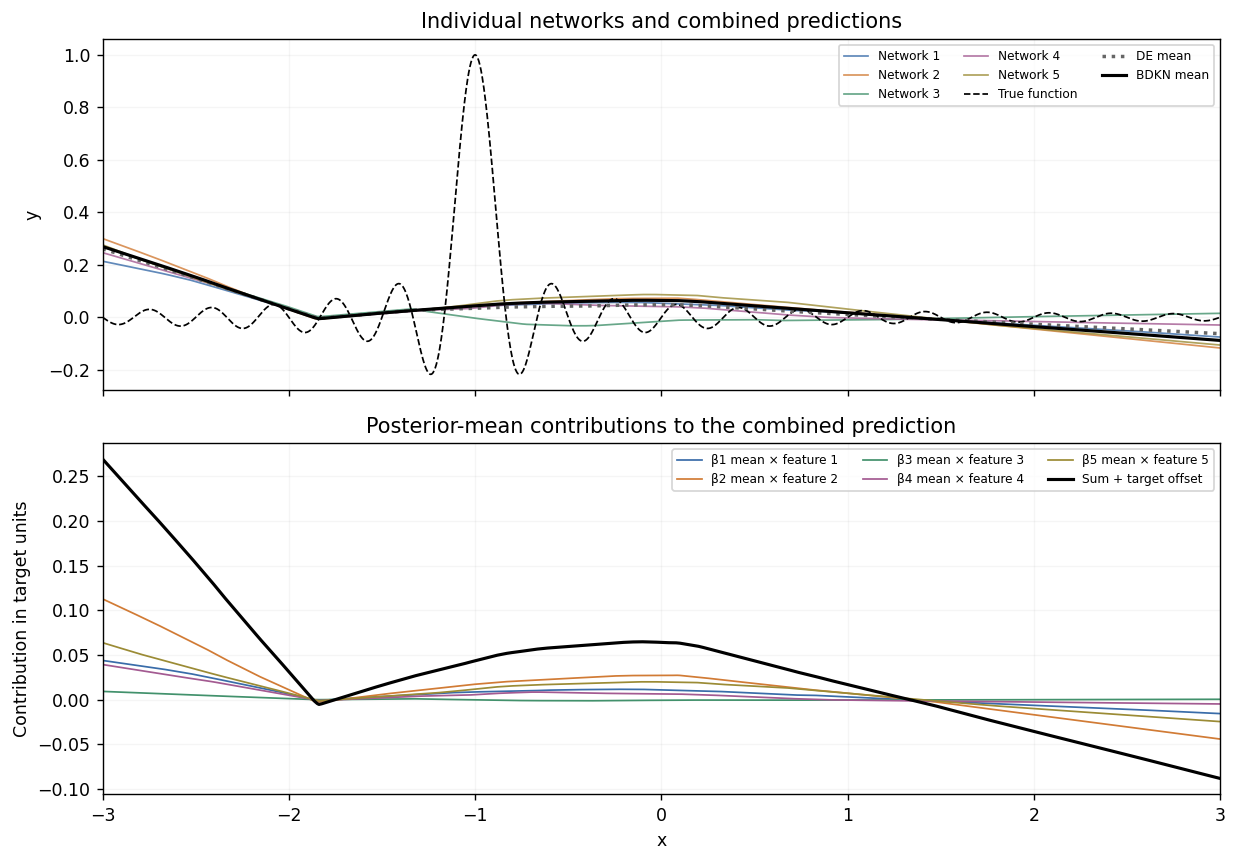 Individual networks and combined predictions
Network 1 Network 4 DE mean
Network 2 Network 5 BDKN mean
Network 3 True function
1.0
0.8
0.6
0.4
0.2
0.0
−0.2
y
Posterior-mean contributions to the combined prediction
β1 mean × feature 1 β3 mean × feature 3 β5 mean × feature 5
β2 mean × feature 2 β4 mean × feature 4 Sum + target offset
0.25
0.20
0.15
0.10
0.05
0.00
−0.05
−0.10
Contribution in target units
−3 −2 −1 0 1 2 3
x